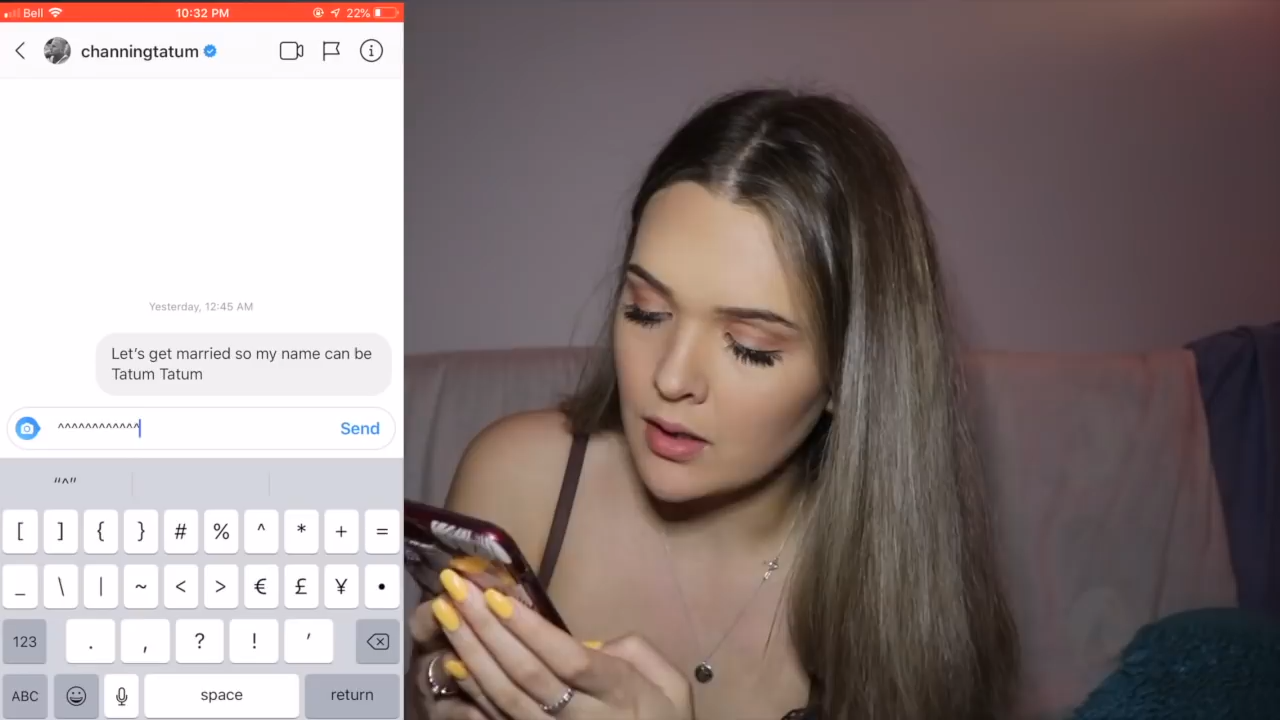 Bell 10:32 PM 22%
channingtatum
Yesterday, 12:45 AM
Let's get married so my name can be
Tatum Tatum
^^^^^^^^^^^^ Send
"^"
[ ] { } # % ^ * + =
_ \ | ~ < > € £ ¥ •
123 . , ? ! ′
ABC space return